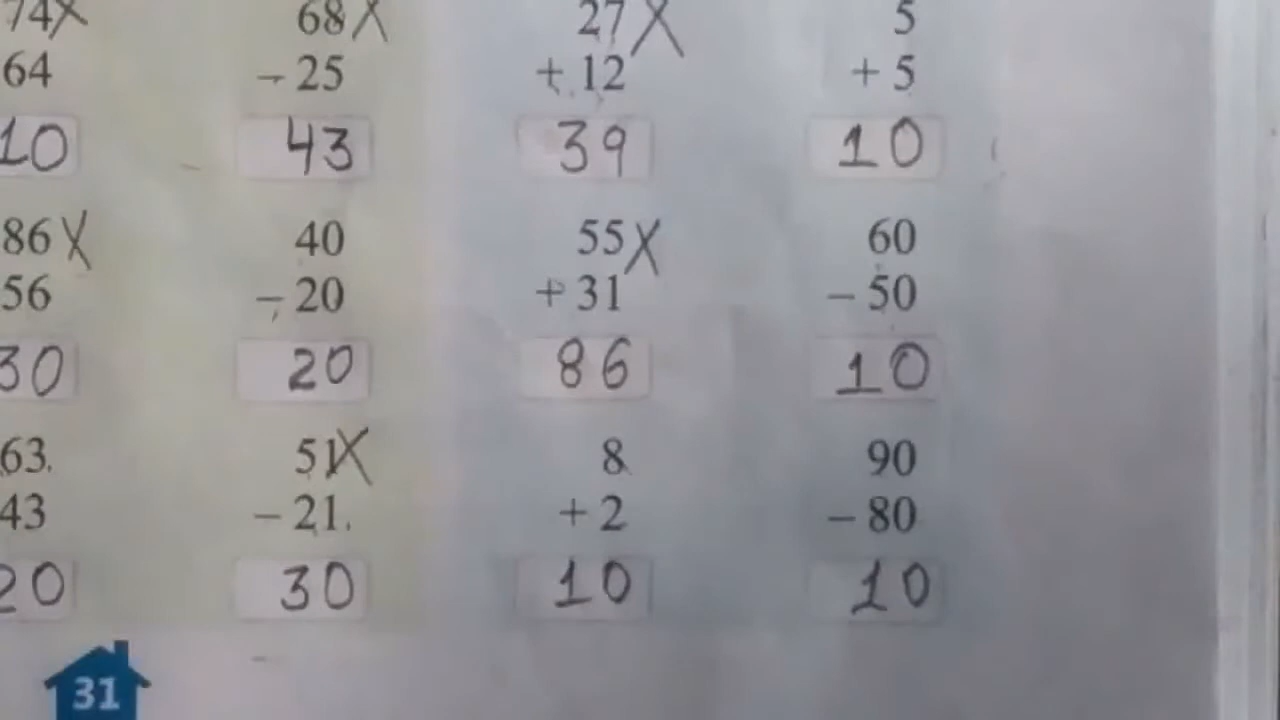 74X 68X 27X 5
64 - 25 + 12 + 5
10 43 39 10
86X 40 55X 60
56 - 20 + 31 - 50
30 20 86 10
63 51X 8 90
43 - 21 + 2 - 80
20 30 10 10
31